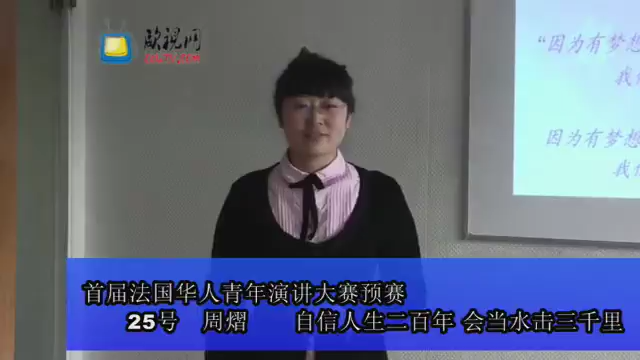 欧视网
“因为有梦想
我们
因为有梦想
我们
首届法国华人青年演讲大赛预赛
25号 周熠 自信人生二百年 会当水击三千里